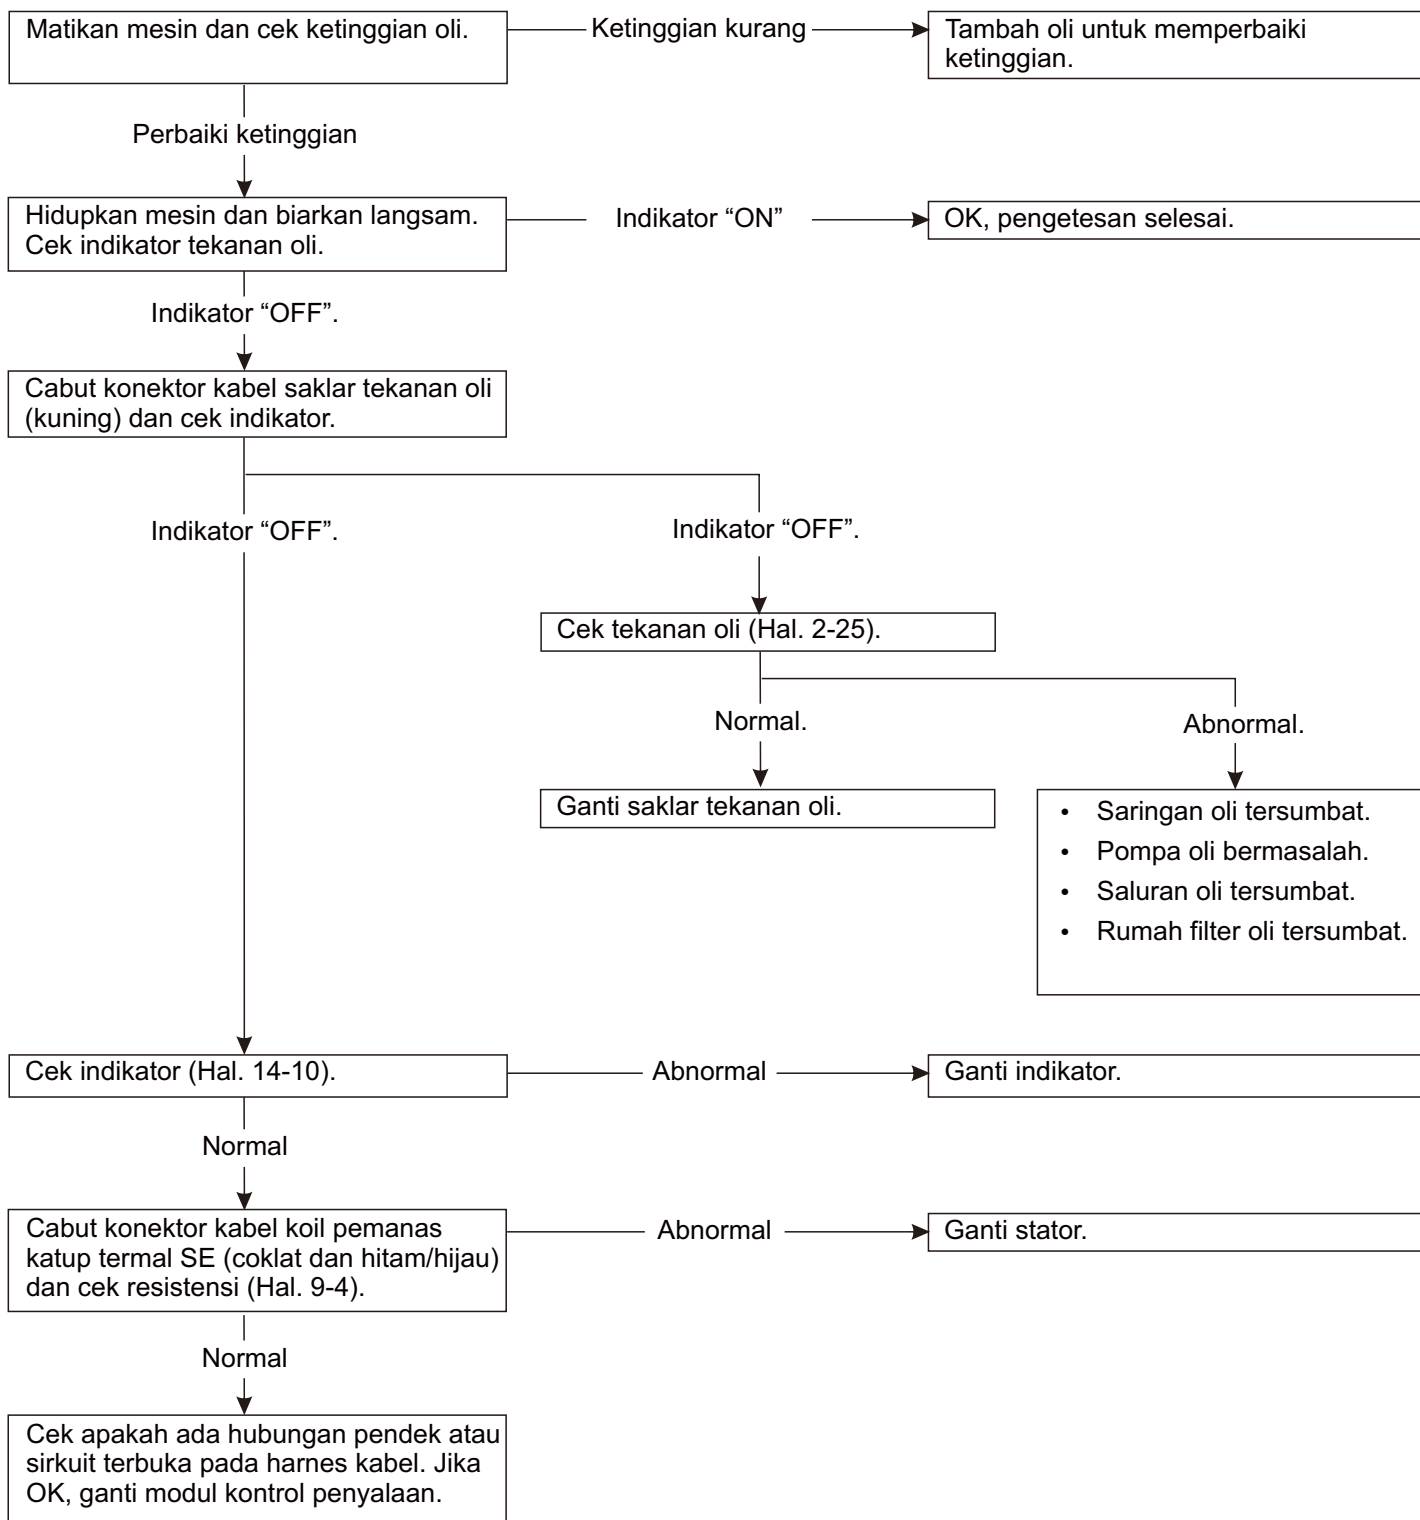 Matikan mesin dan cek ketinggian oli.
Ketinggian kurang
Tambah oli untuk memperbaiki
ketinggian.
Perbaiki ketinggian
Hidupkan mesin dan biarkan langsam.
Cek indikator tekanan oli.
Indikator “ON”
OK, pengetesan selesai.
Indikator “OFF”.
Cabut konektor kabel saklar tekanan oli
(kuning) dan cek indikator.
Indikator “OFF”.
Indikator “OFF”.
Cek tekanan oli (Hal. 2-25).
Normal.
Abnormal.
Ganti saklar tekanan oli.
• Saringan oli tersumbat.
• Pompa oli bermasalah.
• Saluran oli tersumbat.
• Rumah filter oli tersumbat.
Cek indikator (Hal. 14-10).
Abnormal
Ganti indikator.
Normal
Cabut konektor kabel koil pemanas
katup termal SE (coklat dan hitam/hijau)
dan cek resistensi (Hal. 9-4).
Abnormal
Ganti stator.
Normal
Cek apakah ada hubungan pendek atau
sirkuit terbuka pada harnes kabel. Jika
OK, ganti modul kontrol penyalaan.